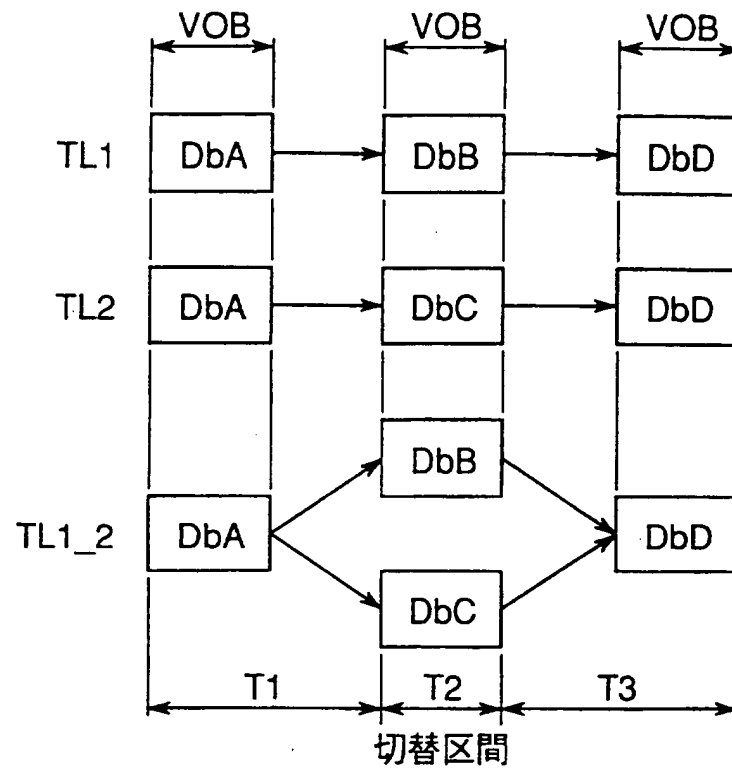 VOB VOB VOB
TL1 DbA DbB DbD
TL2 DbA DbC DbD
DbB
TL1_2 DbA DbD
DbC
T1 T2 T3
切替区間